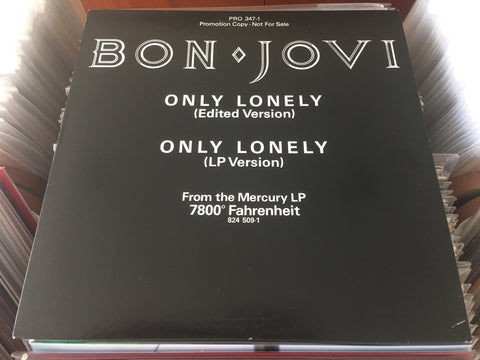 PRO 347-1
Promotion Copy - Not For Sale
BON ⬥ JOVI
ONLY LONELY
(Edited Version)
ONLY LONELY
(LP Version)
From the Mercury LP
7800° Fahrenheit
824 509-1